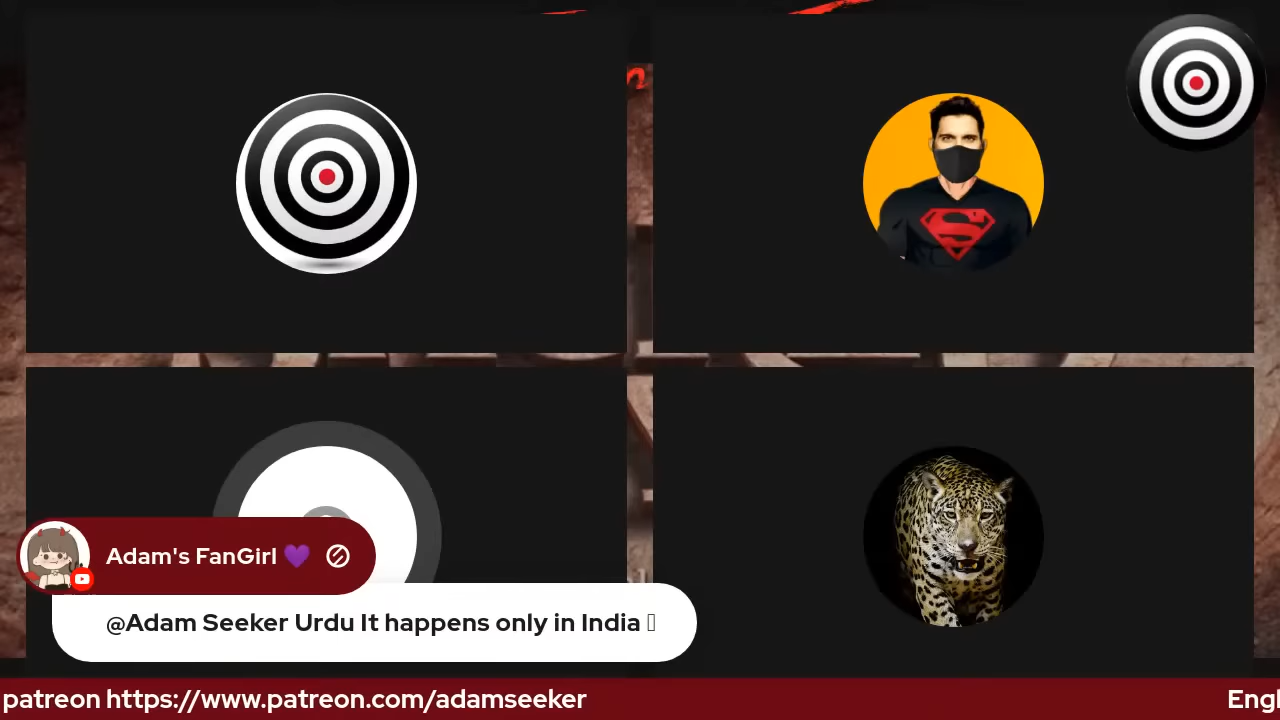 Adam's FanGirl 💜
@Adam Seeker Urdu It happens only in India
patreon https://www.patreon.com/adamseeker
Engl